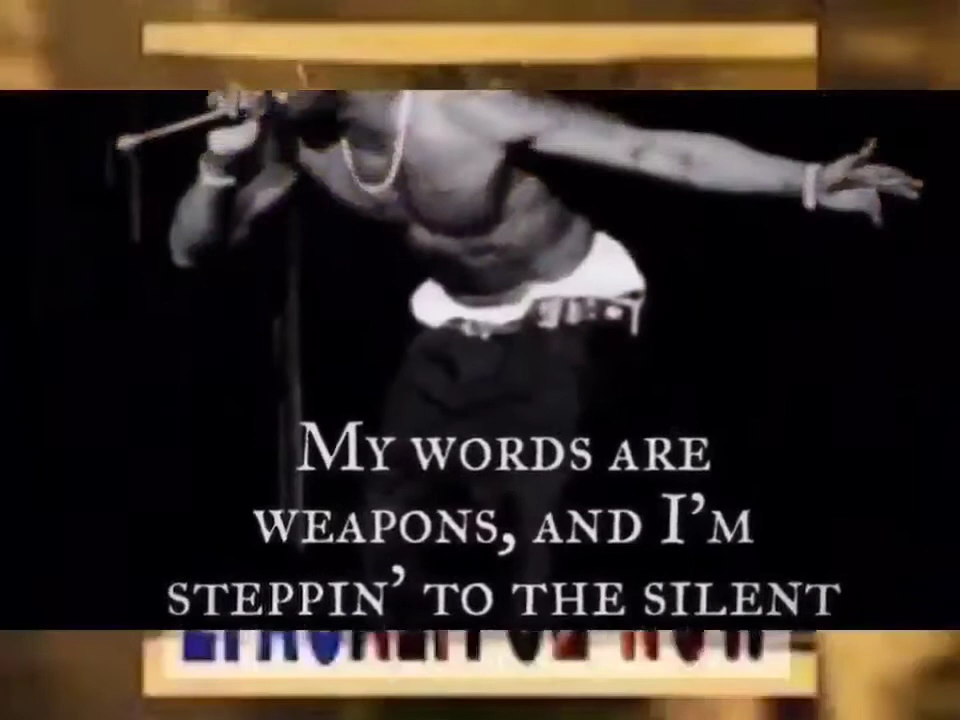 My words are
weapons, and I'm
steppin' to the silent